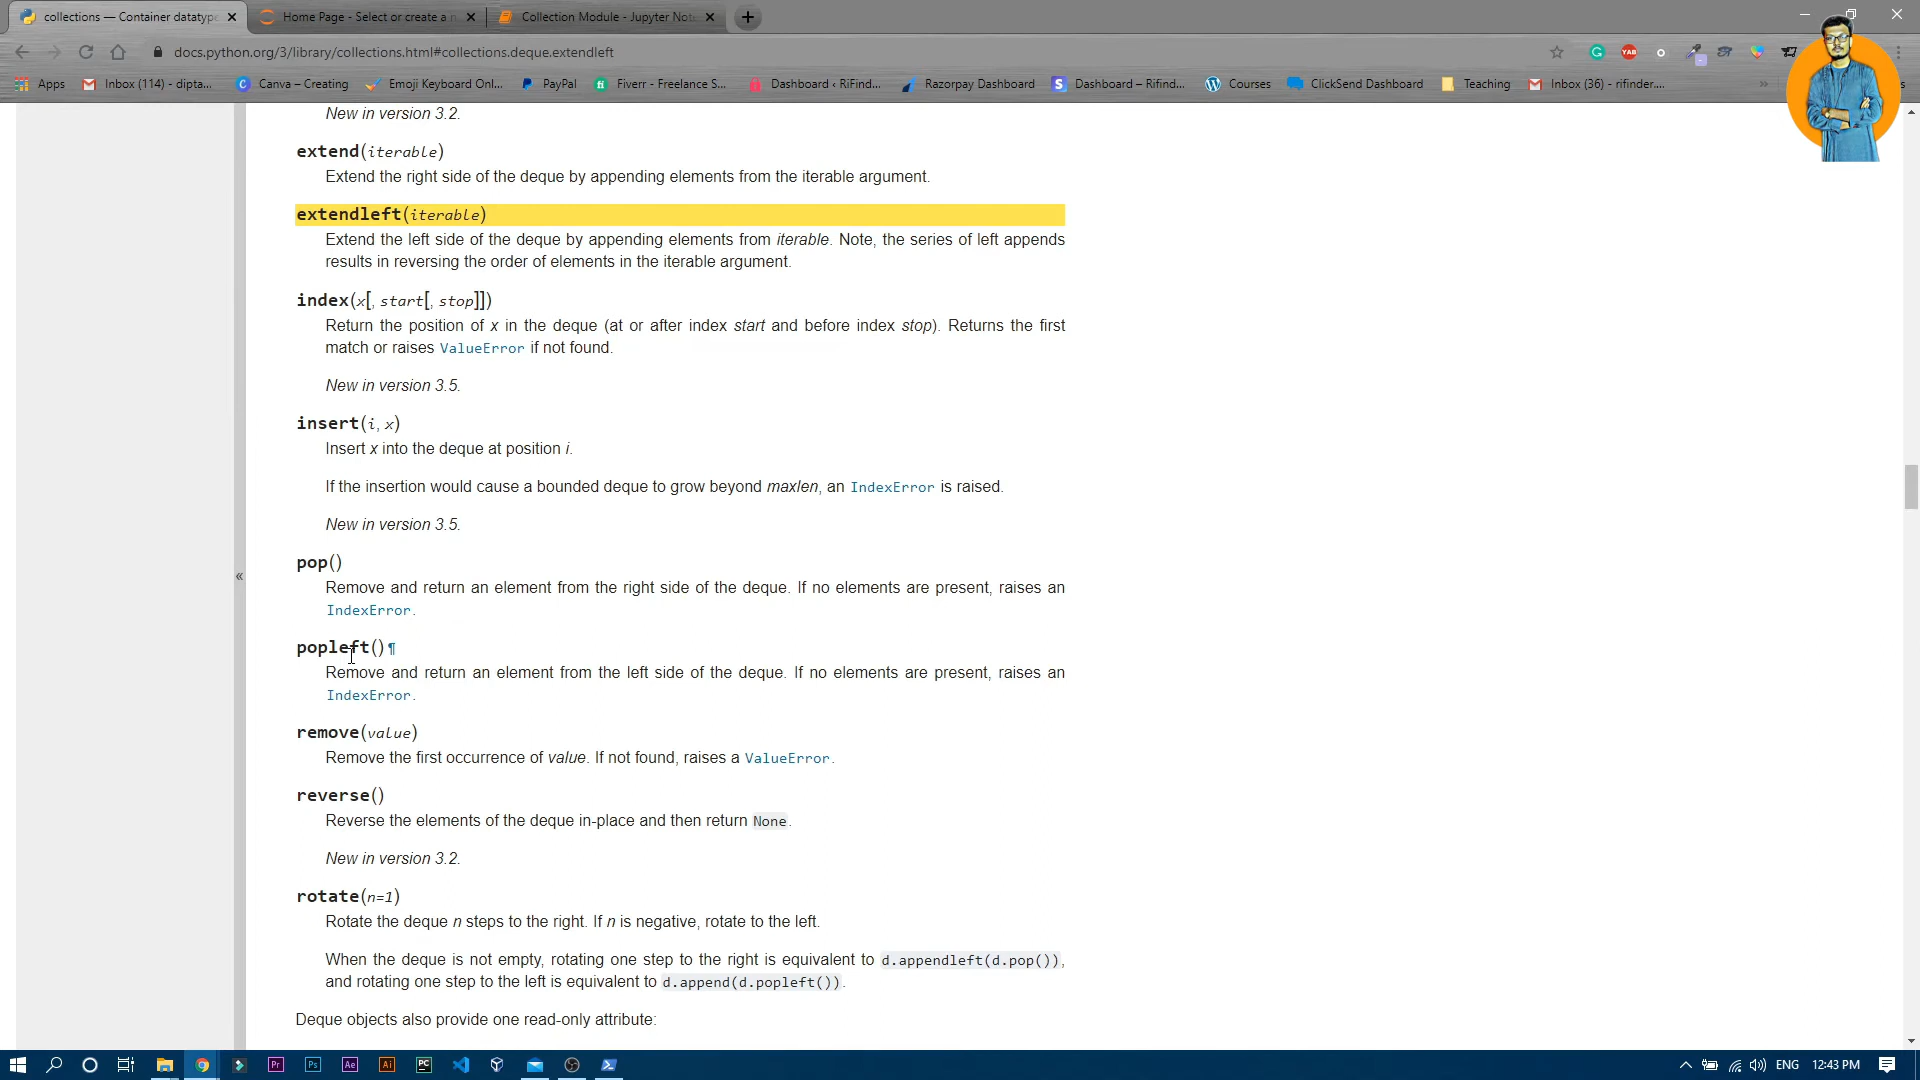 collections — Container datatype
Home Page - Select or create a n
Collection Module - Jupyter Not
docs.python.org/3/library/collections.html#collections.deque.extendleft
Apps
Inbox (114) - dipta...
Canva – Creating
Emoji Keyboard Onl...
PayPal
Fiverr - Freelance S...
Dashboard ‹ RiFind...
Razorpay Dashboard
Dashboard – Rifind...
Courses
ClickSend Dashboard
Teaching
Inbox (36) - rifinder....
New in version 3.2.
extend(iterable)
Extend the right side of the deque by appending elements from the iterable argument.
extendleft(iterable)
Extend the left side of the deque by appending elements from iterable. Note, the series of left appends
results in reversing the order of elements in the iterable argument.
index(x[, start[, stop]])
Return the position of x in the deque (at or after index start and before index stop). Returns the first
match or raises ValueError if not found.
New in version 3.5.
insert(i, x)
Insert x into the deque at position i.
If the insertion would cause a bounded deque to grow beyond maxlen, an IndexError is raised.
New in version 3.5.
pop()
Remove and return an element from the right side of the deque. If no elements are present, raises an
IndexError.
«
popleft()¶
Remove and return an element from the left side of the deque. If no elements are present, raises an
IndexError.
remove(value)
Remove the first occurrence of value. If not found, raises a ValueError.
reverse()
Reverse the elements of the deque in-place and then return None.
New in version 3.2.
rotate(n=1)
Rotate the deque n steps to the right. If n is negative, rotate to the left.
When the deque is not empty, rotating one step to the right is equivalent to d.appendleft(d.pop()),
and rotating one step to the left is equivalent to d.append(d.popleft()).
Deque objects also provide one read-only attribute:
Pr
Ps
Ae
Ai
PC
ENG
12:43 PM